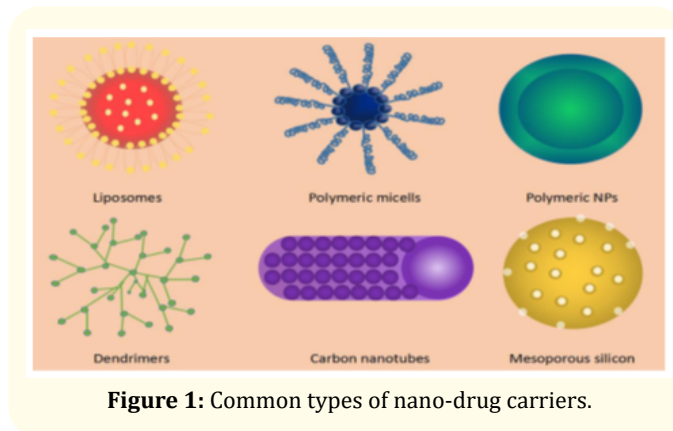 Liposomes
Polymeric micells
Polymeric NPs
Dendrimers
Carbon nanotubes
Mesoporous silicon
Figure 1: Common types of nano-drug carriers.